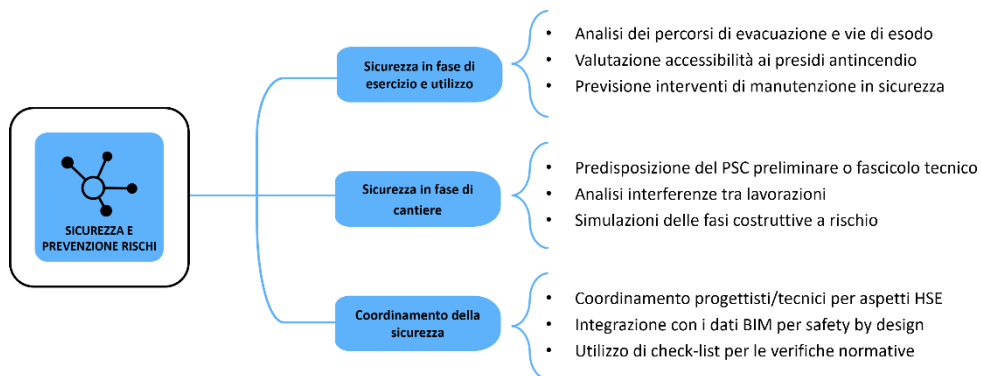 SICUREZZA E
PREVENZIONE RISCHI
Sicurezza in fase di
esercizio e utilizzo
• Analisi dei percorsi di evacuazione e vie di esodo
• Valutazione accessibilità ai presidi antincendio
• Previsione interventi di manutenzione in sicurezza
Sicurezza in fase di
cantiere
• Predisposizione del PSC preliminare o fascicolo tecnico
• Analisi interferenze tra lavorazioni
• Simulazioni delle fasi costruttive a rischio
Coordinamento della
sicurezza
• Coordinamento progettisti/tecnici per aspetti HSE
• Integrazione con i dati BIM per safety by design
• Utilizzo di check-list per le verifiche normative